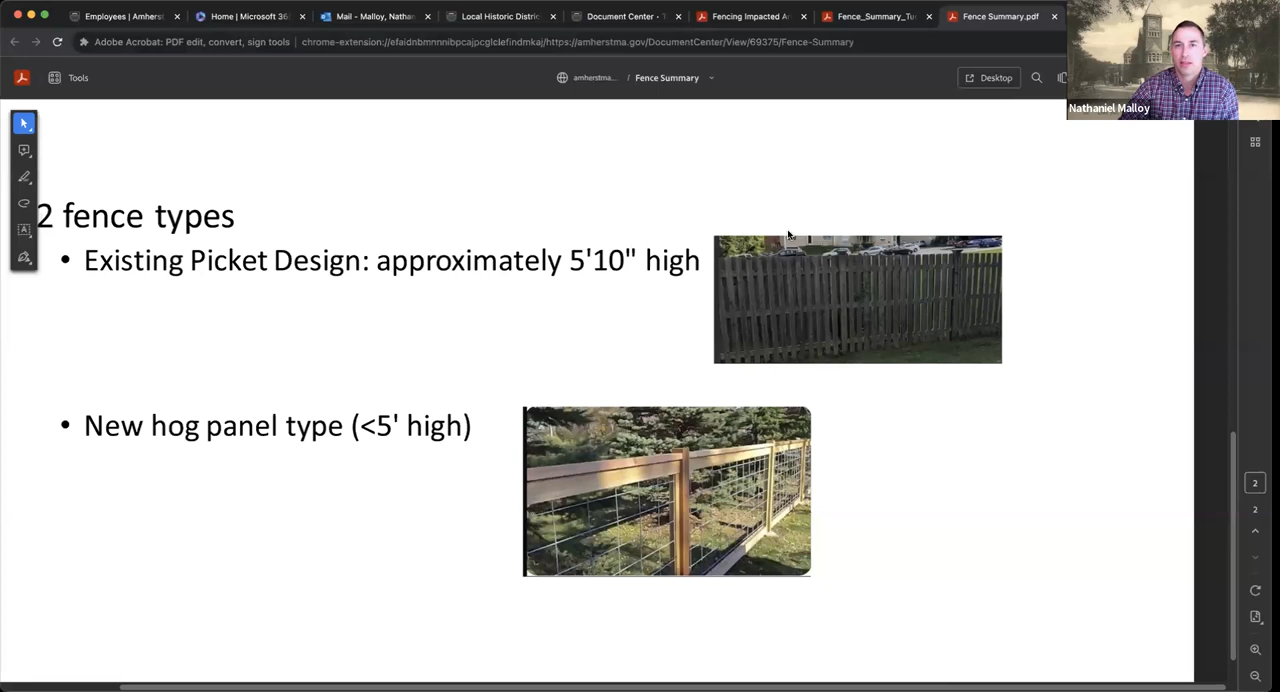 Employees | Amherst
Home | Microsoft 36
Mail - Malloy, Nathan
Local Historic Distric
Document Center •
Fencing Impacted Ar
Fence_Summary_Tuc
Fence Summary.pdf
Adobe Acrobat: PDF edit, convert, sign tools
chrome-extension://efaidnbmnnnibpcajpcglclefindmkaj/https://amherstma.gov/DocumentCenter/View/69375/Fence-Summary
Tools
amherstma... / Fence Summary
Desktop
Nathaniel Malloy
2 fence types
• Existing Picket Design: approximately 5'10" high
• New hog panel type (<5' high)
2
2